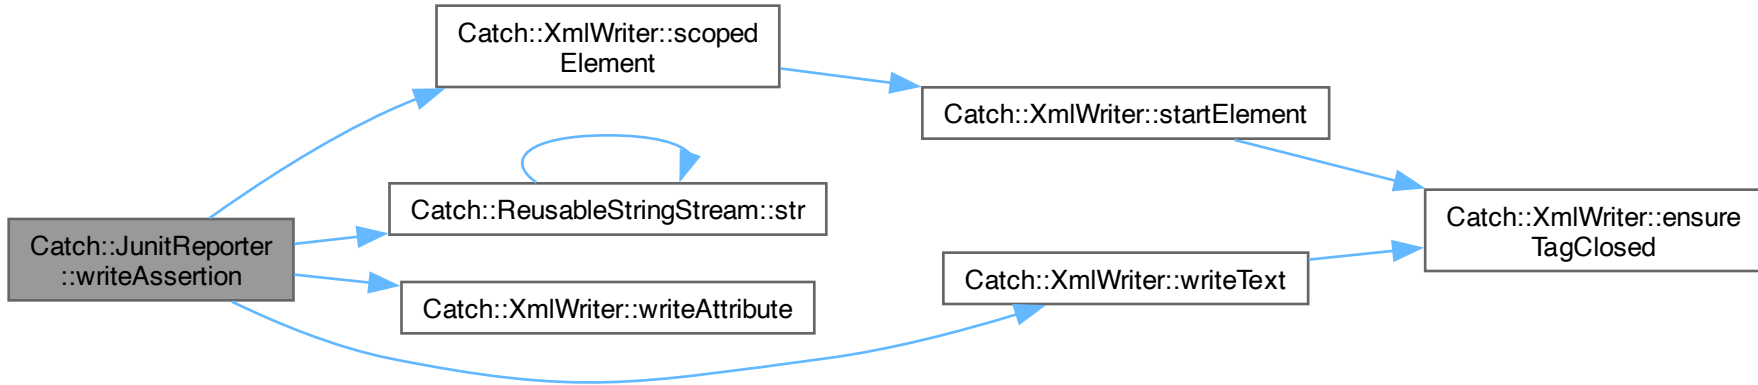 Catch::JunitReporter
::writeAssertion
Catch::XmlWriter::scoped
Element
Catch::XmlWriter::startElement
Catch::XmlWriter::ensure
TagClosed
Catch::ReusableStringStream::str
Catch::XmlWriter::writeAttribute
Catch::XmlWriter::writeText